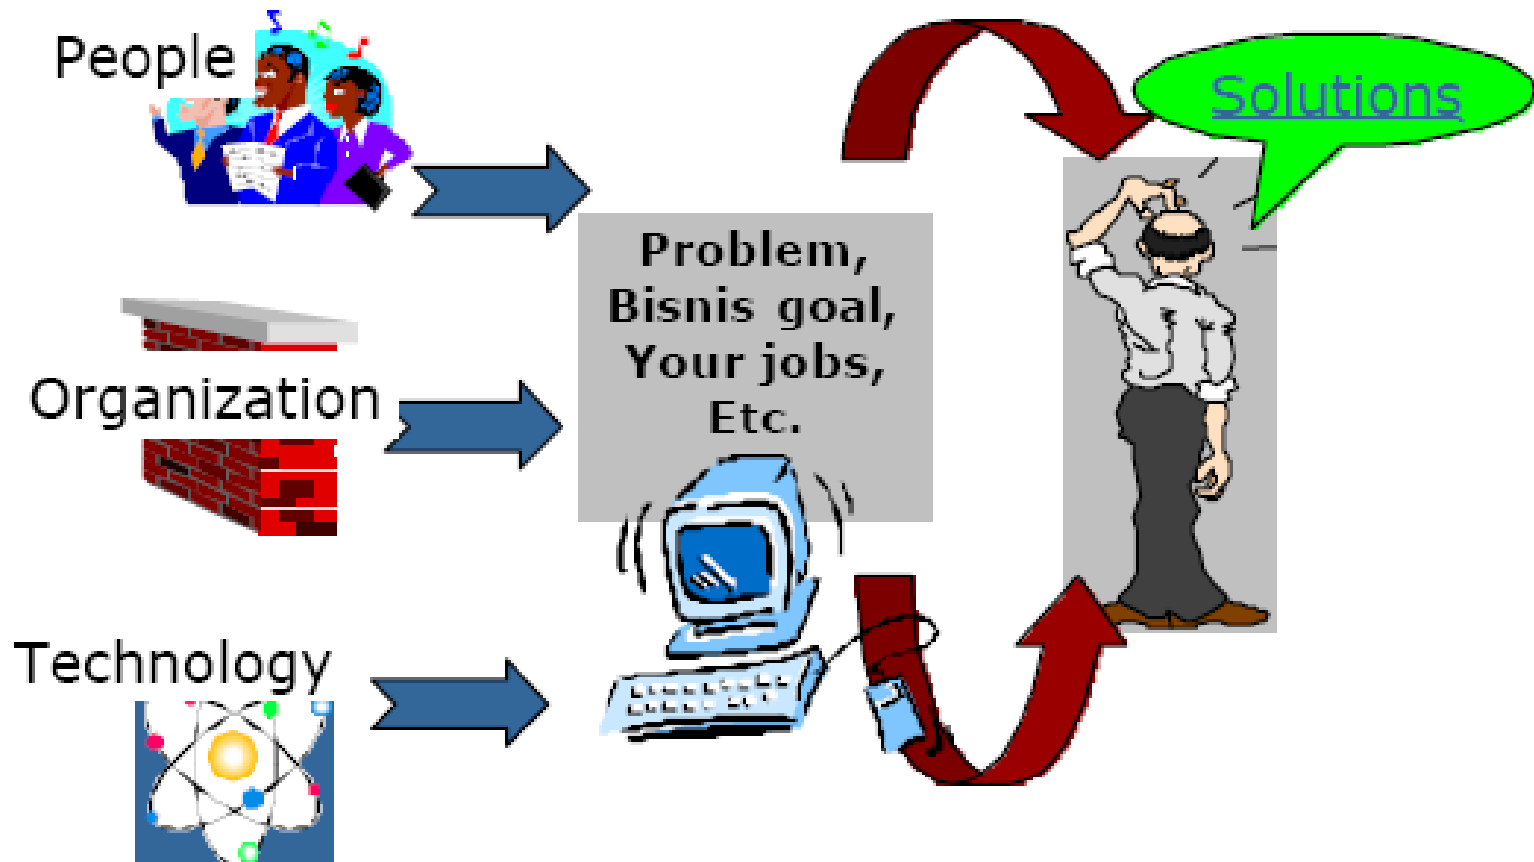 People
Organization
Technology
Problem,
Bisnis goal,
Your jobs,
Etc.
Solutions